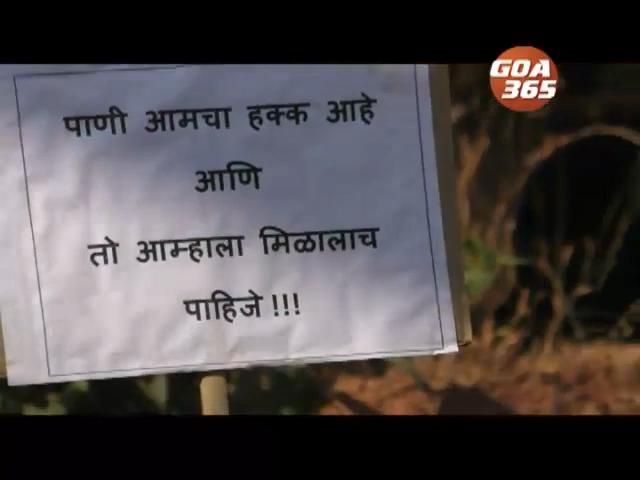 GOA
365
पाणी आमचा हक्क आहे
आणि
तो आम्हाला मिळालाच
पाहिजे !!!